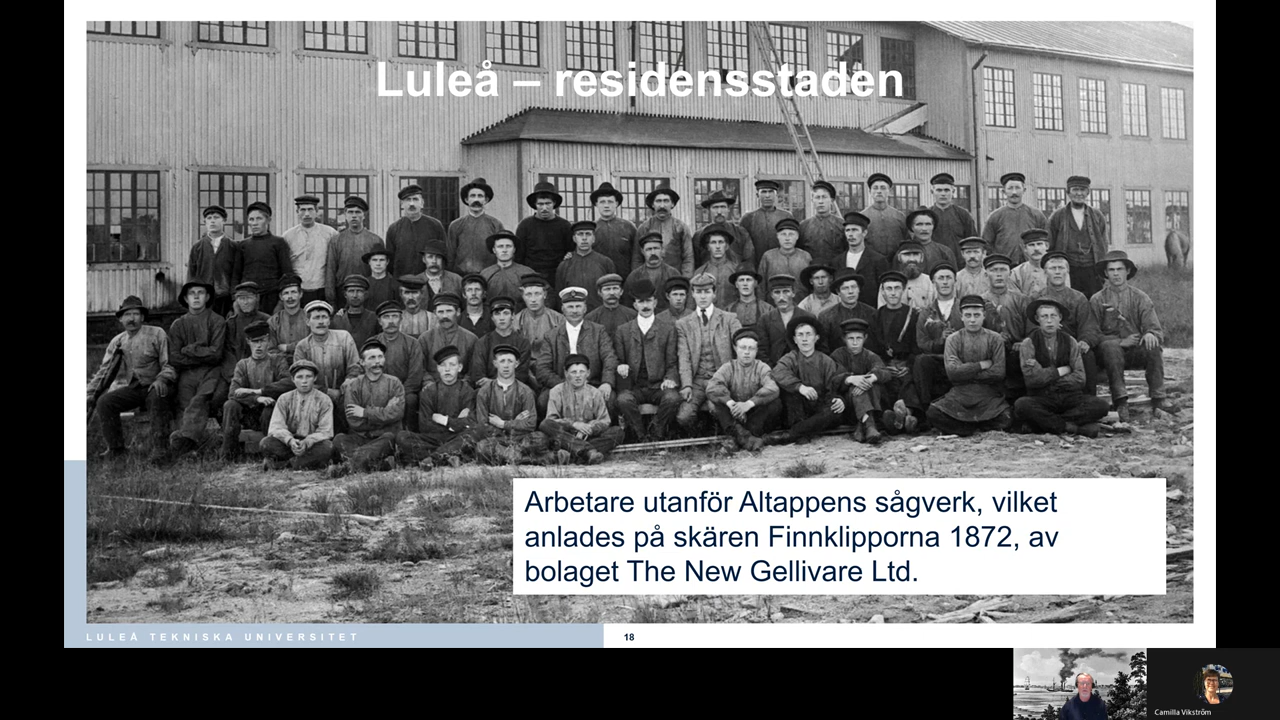 Luleå – residensstaden
Arbetare utanför Altappens sågverk, vilket
anlades på skären Finnklipporna 1872, av
bolaget The New Gellivare Ltd.
LULEÅ TEKNISKA UNIVERSITET
18
Camilla Vikström